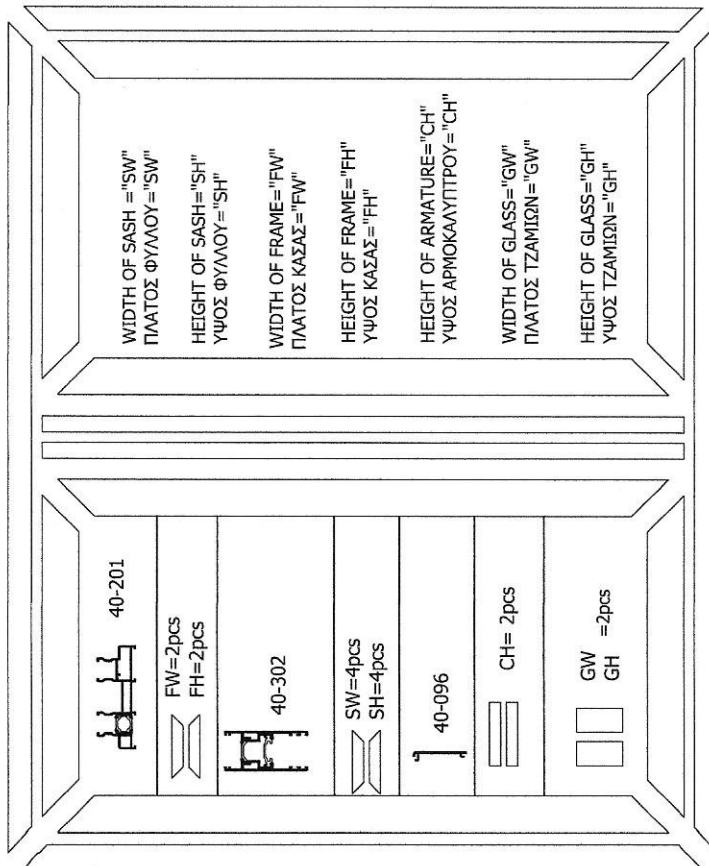 40-201
FW=2pcs
FH=2pcs
40-302
SW=4pcs
SH=4pcs
40-096
CH= 2pcs
GW =2pcs
GH
WIDTH OF SASH ="SW"
ΠΛΑΤΟΣ ΦΥΛΛΟΥ="SW"
HEIGHT OF SASH="SH"
ΥΨΟΣ ΦΥΛΛΟΥ="SH"
WIDTH OF FRAME="FW"
ΠΛΑΤΟΣ ΚΑΣΑΣ="FW"
HEIGHT OF FRAME="FH"
ΥΨΟΣ ΚΑΣΑΣ="FH"
HEIGHT OF ARMATURE="CH"
ΥΨΟΣ ΑΡΜΟΚΑΛΥΠΤΡΟΥ="CH"
WIDTH OF GLASS="GW"
ΠΛΑΤΟΣ ΤΖΑΜΙΩΝ="GW"
HEIGHT OF GLASS="GH"
ΥΨΟΣ ΤΖΑΜΙΩΝ="GH"